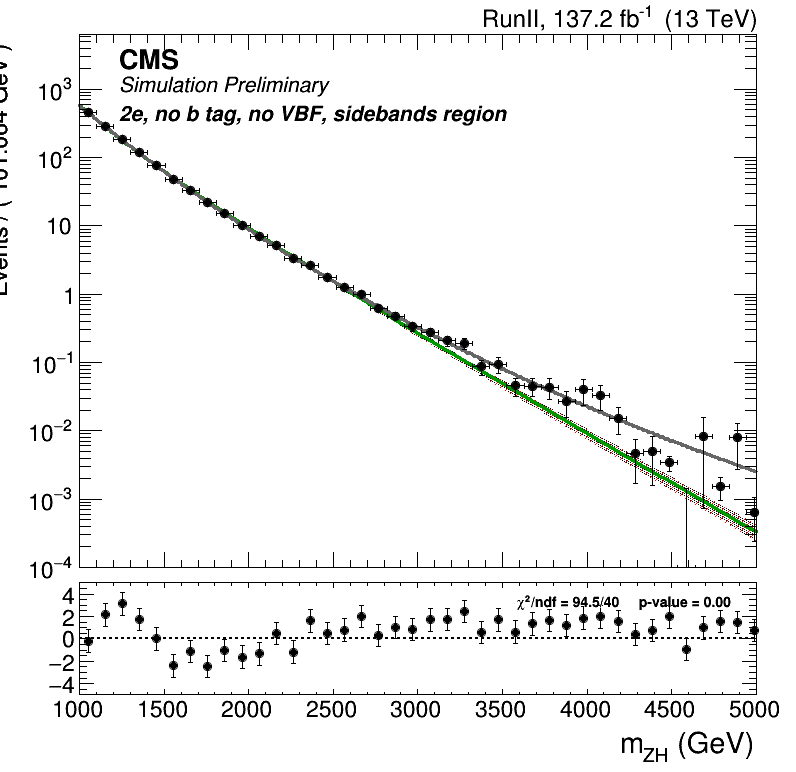 RunII, 137.2 fb⁻¹ (13 TeV)
CMS
Simulation Preliminary
2e, no b tag, no VBF, sidebands region
10³
10²
10
1
10⁻¹
10⁻²
10⁻³
10⁻⁴
χ²/ndf = 94.5/40 p-value = 0.00
4
2
0
−2
−4
1000 1500 2000 2500 3000 3500 4000 4500 5000
m_ZH (GeV)